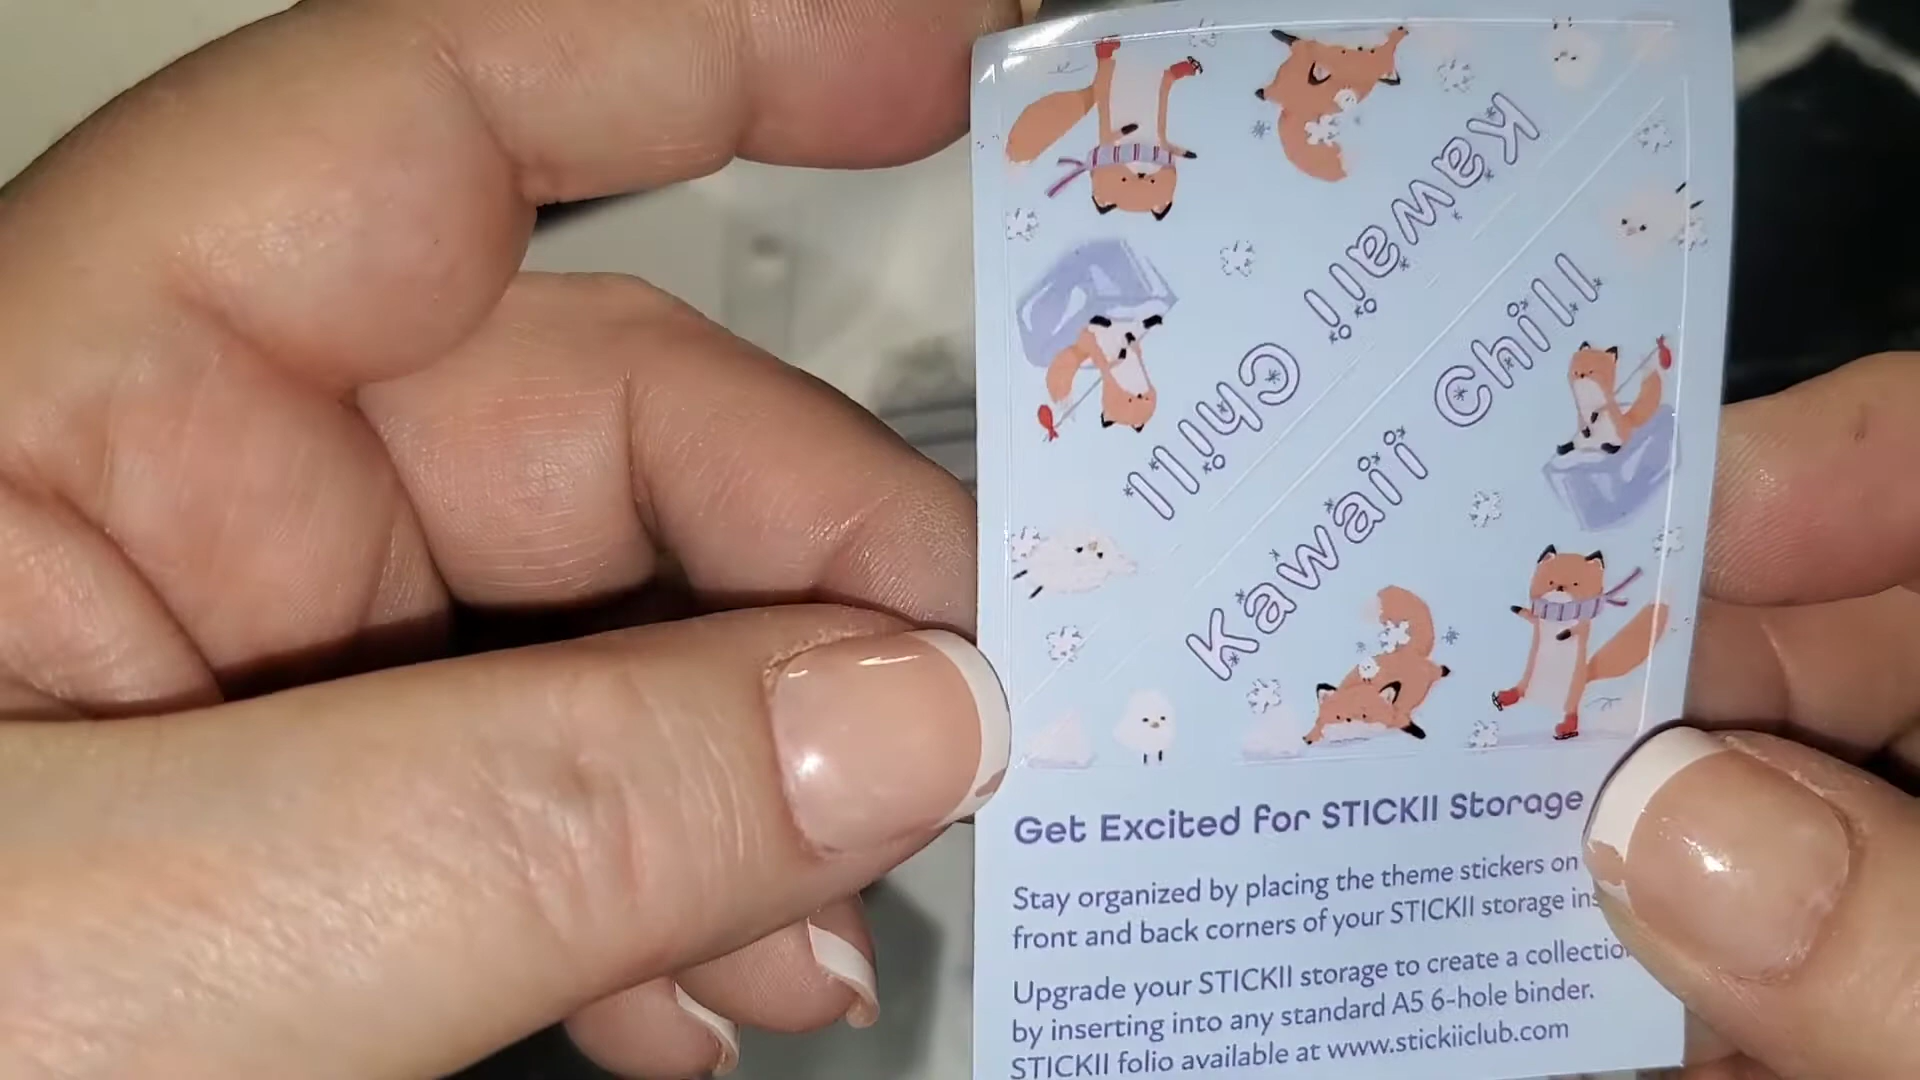 Kawaii Chill
Kawaii Chill
Get Excited for STICKII Storage
Stay organized by placing the theme stickers on
front and back corners of your STICKII storage
Upgrade your STICKII storage to create a
by inserting into any standard A5 6-hole binder.
STICKII folio available at www.stickiiclub.com